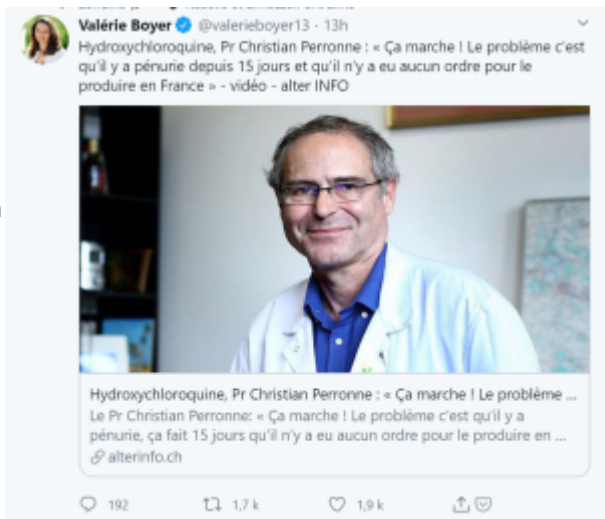 Valérie Boyer @valerieboyer13 · 13h
Hydroxychloroquine, Pr Christian Perronne : « Ça marche ! Le problème c'est
qu'il y a pénurie depuis 15 jours et qu'il n'y a eu aucun ordre pour le
produire en France » - vidéo - alter INFO
Hydroxychloroquine, Pr Christian Perronne : « Ça marche ! Le problème ...
Le Pr Christian Perronne: « Ça marche ! Le problème c'est qu'il y a
pénurie, ça fait 15 jours qu'il n'y a eu aucun ordre pour le produire en ...
alterinfo.ch
192 1,7 k 1,9 k